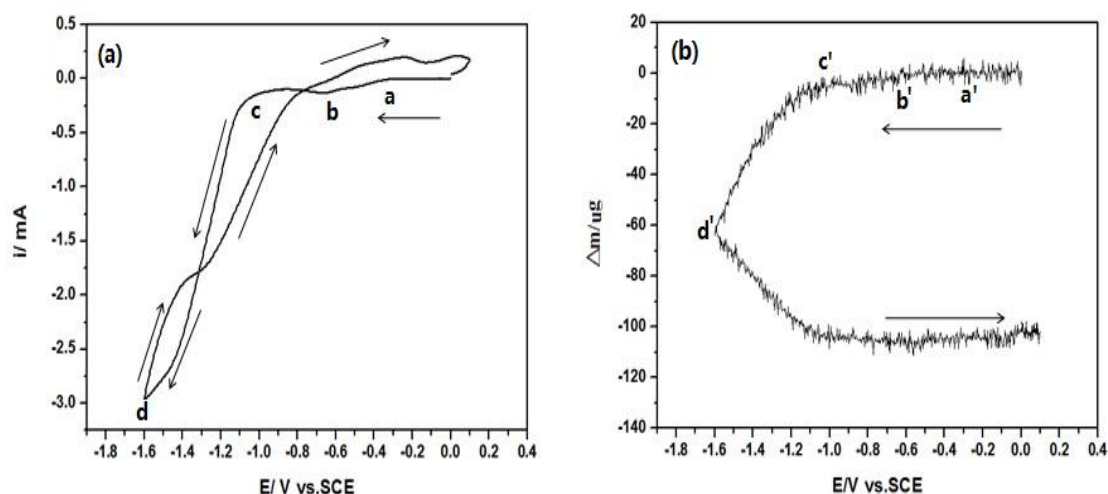 (a)
a
b
c
d
0.5
0.0
-0.5
-1.0
-1.5
-2.0
-2.5
-3.0
i/ mA
-1.8 -1.6 -1.4 -1.2 -1.0 -0.8 -0.6 -0.4 -0.2 0.0 0.2 0.4
E/ V vs.SCE
(b)
c'
b'
a'
d'
20
0
-20
-40
-60
-80
-100
-120
-140
△m/ug
-1.8 -1.6 -1.4 -1.2 -1.0 -0.8 -0.6 -0.4 -0.2 0.0 0.2 0.4
E/V vs.SCE